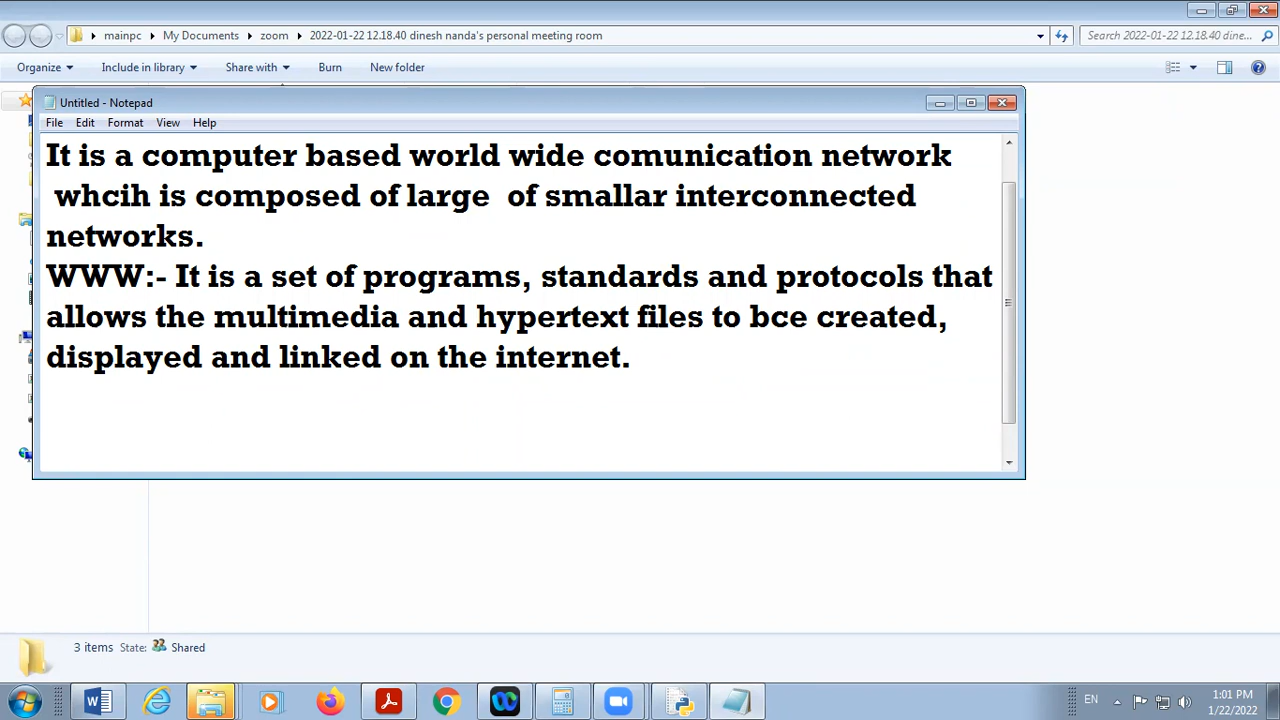 mainpc
My Documents
zoom
2022-01-22 12.18.40 dinesh nanda's personal meeting room
Search 2022-01-22 12.18.40 dine...
Organize
Include in library
Share with
Burn
New folder
Untitled - Notepad
File Edit Format View Help
It is a computer based world wide comunication network
whcih is composed of large of smallar interconnected
networks.
WWW:- It is a set of programs, standards and protocols that
allows the multimedia and hypertext files to bce created,
displayed and linked on the internet.
3 items State: Shared
EN
1:01 PM
1/22/2022